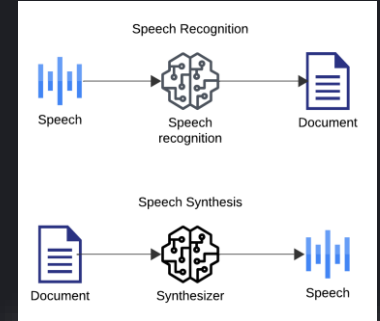 Speech Recognition
Speech
Speech
recognition
Document
Speech Synthesis
Document
Synthesizer
Speech